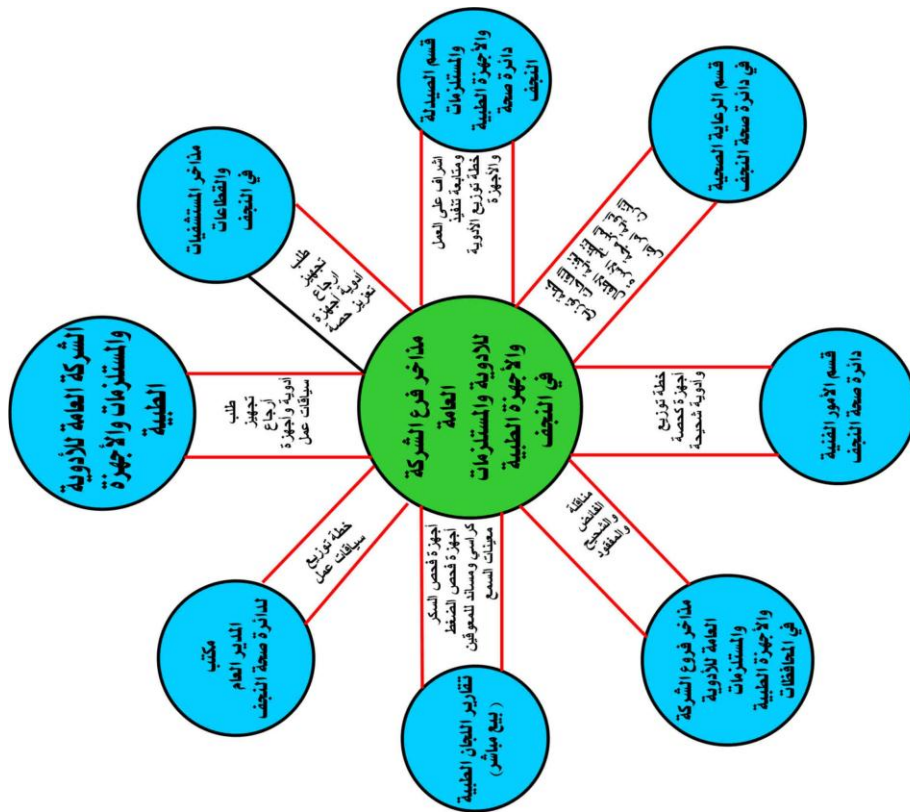 الشركة العامة للأدوية
والمستلزمات والأجهزة
الطبية
طلب
تجهيز
ارجاع
أدوية وأجهزة
سياقات عمل
مذاخر المستشفيات
والقطاعات
في النجف
طلب
تجهيز
تعزيز حصة
مكتب
المدير العام
لدائرة صحة النجف
خطة توزيع
سياقات عمل
قسم الصيدلة
والمستلزمات
والأجهزة الطبية
دائرة صحة
النجف
اشراف على العمل
ومتابعة تنفيذ
خطة توزيع الأدوية
والأجهزة
مذاخر فرع الشركة
العامة
للادوية والمستلزمات
والأجهزة الطبية
في النجف
تقارير اللجان الطبية
( بيع مباشر)
أجهزة فحص السكر
أجهزة فحص الضغط
كراسي ومساند للمعوقين
معينات السمع
قسم الرعاية الصحية
في دائرة صحة النجف
خطة توزيع
مناقلة
الفائض
والشحيح
والمفقود
خطة توزيع
أجهزة كحصة
وأدوية شحيحة
مذاخر فروع الشركة
العامة للأدوية
والمستلزمات
والأجهزة الطبية
في المحافظات
قسم الأمور الفنية
دائرة صحة النجف